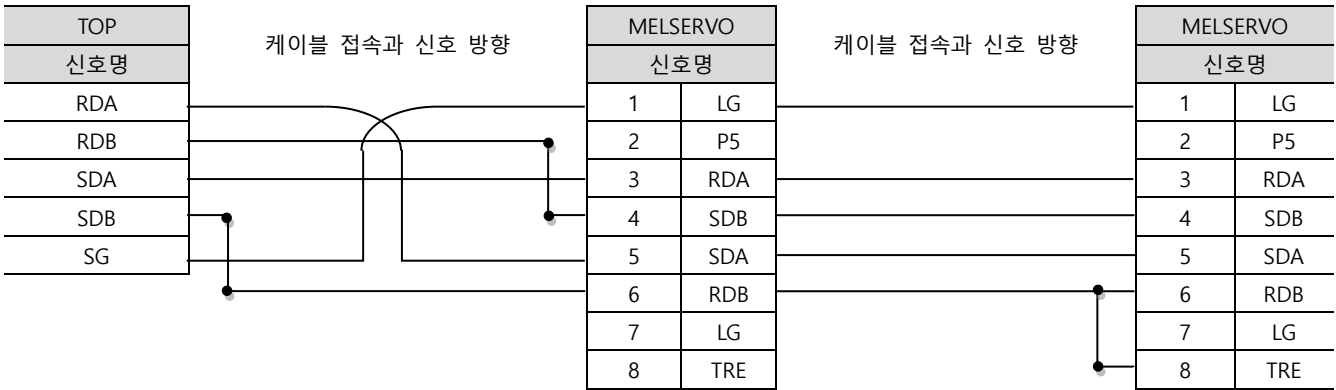 TOP 케이블 접속과 신호 방향 MELSERVO 케이블 접속과 신호 방향 MELSERVO
신호명 신호명 신호명
RDA 1 LG 1 LG
RDB 2 P5 2 P5
SDA 3 RDA 3 RDA
SDB 4 SDB 4 SDB
SG 5 SDA 5 SDA
6 RDB 6 RDB
7 LG 7 LG
8 TRE 8 TRE